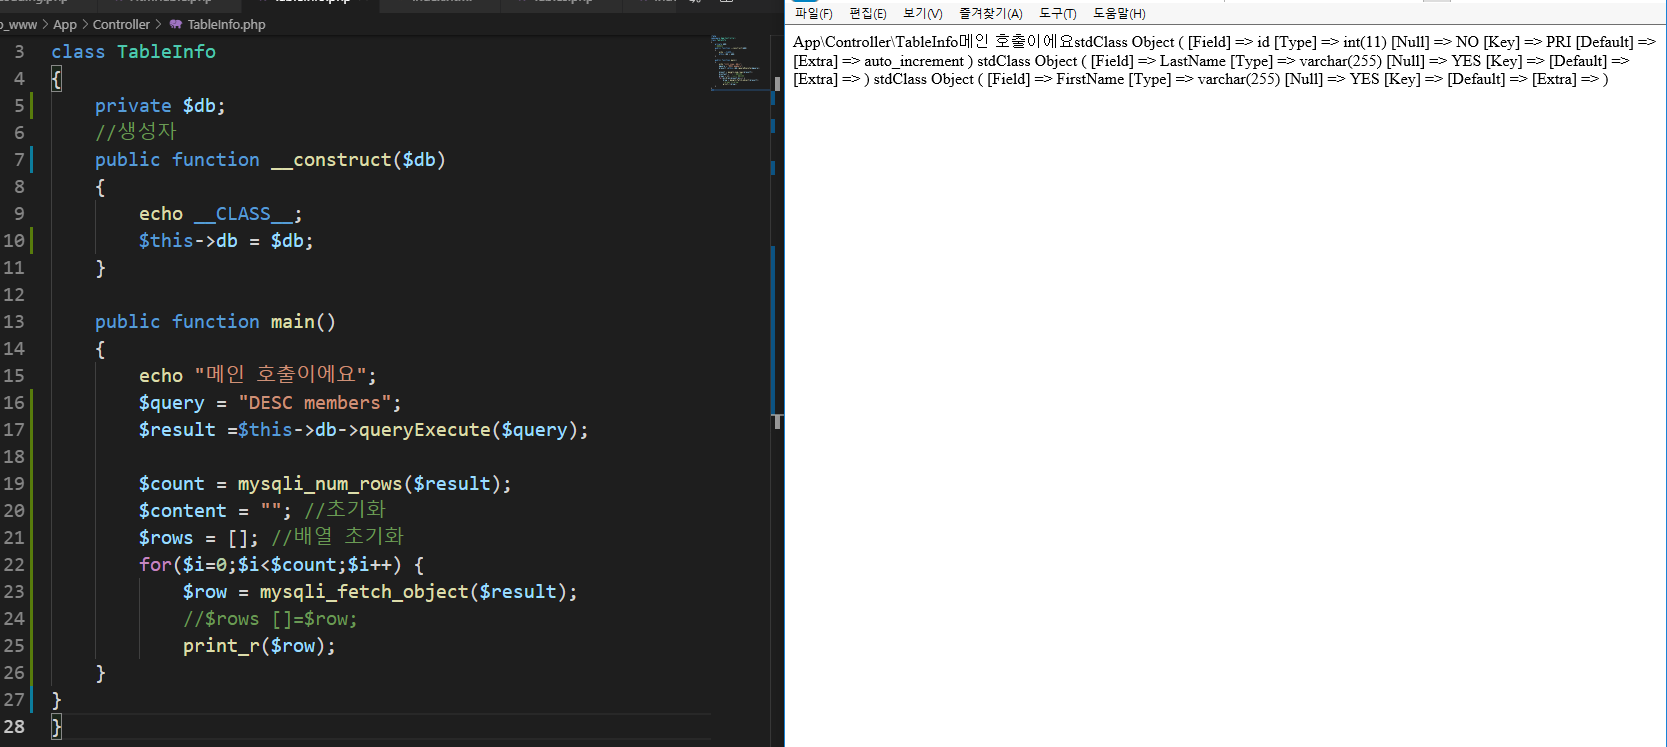 TableInfo.php
o_www > App > Controller > TableInfo.php
3 class TableInfo
4 {
5 private $db;
6 //생성자
7 public function __construct($db)
8 {
9 echo __CLASS__;
10 $this->db = $db;
11 }
12
13 public function main()
14 {
15 echo "메인 호출이에요";
16 $query = "DESC members";
17 $result =$this->db->queryExecute($query);
18
19 $count = mysqli_num_rows($result);
20 $content = ""; //초기화
21 $rows = []; //배열 초기화
22 for($i=0;$i<$count;$i++) {
23 $row = mysqli_fetch_object($result);
24 //$rows []=$row;
25 print_r($row);
26 }
27 }
28 }
파일(F) 편집(E) 보기(V) 즐겨찾기(A) 도구(T) 도움말(H)
App\Controller\TableInfo메인 호출이에요stdClass Object ( [Field] => id [Type] => int(11) [Null] => NO [Key] => PRI [Default] =>
[Extra] => auto_increment ) stdClass Object ( [Field] => LastName [Type] => varchar(255) [Null] => YES [Key] => [Default] =>
[Extra] => ) stdClass Object ( [Field] => FirstName [Type] => varchar(255) [Null] => YES [Key] => [Default] => [Extra] => )